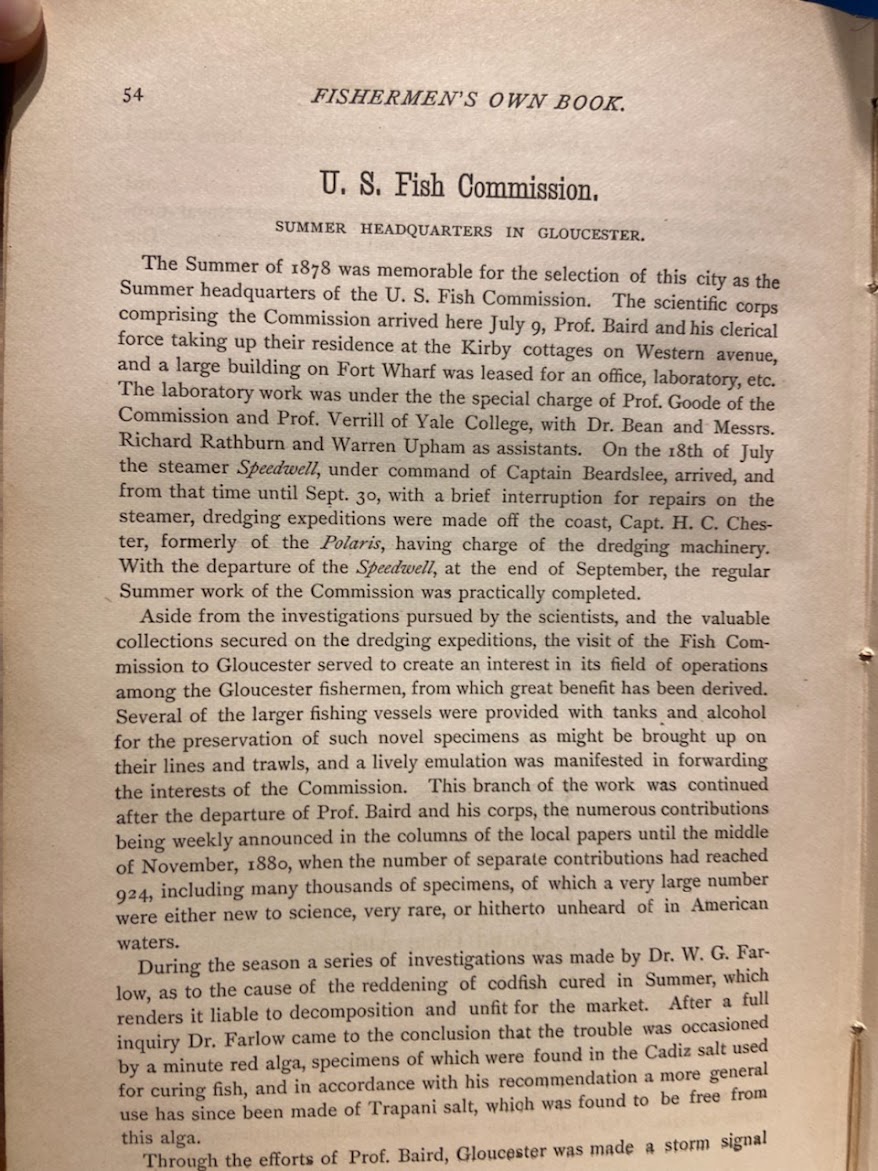 54
FISHERMEN'S OWN BOOK.
U. S. Fish Commission.
SUMMER HEADQUARTERS IN GLOUCESTER.
The Summer of 1878 was memorable for the selection of this city as the
Summer headquarters of the U. S. Fish Commission. The scientific corps
comprising the Commission arrived here July 9, Prof. Baird and his clerical
force taking up their residence at the Kirby cottages on Western avenue,
and a large building on Fort Wharf was leased for an office, laboratory, etc.
The laboratory work was under the the special charge of Prof. Goode of the
Commission and Prof. Verrill of Yale College, with Dr. Bean and Messrs.
Richard Rathburn and Warren Upham as assistants. On the 18th of July
the steamer Speedwell, under command of Captain Beardslee, arrived, and
from that time until Sept. 30, with a brief interruption for repairs on the
steamer, dredging expeditions were made off the coast, Capt. H. C. Ches-
ter, formerly of the Polaris, having charge of the dredging machinery.
With the departure of the Speedwell, at the end of September, the regular
Summer work of the Commission was practically completed.
Aside from the investigations pursued by the scientists, and the valuable
collections secured on the dredging expeditions, the visit of the Fish Com-
mission to Gloucester served to create an interest in its field of operations
among the Gloucester fishermen, from which great benefit has been derived.
Several of the larger fishing vessels were provided with tanks and alcohol
for the preservation of such novel specimens as might be brought up on
their lines and trawls, and a lively emulation was manifested in forwarding
the interests of the Commission. This branch of the work was continued
after the departure of Prof. Baird and his corps, the numerous contributions
being weekly announced in the columns of the local papers until the middle
of November, 1880, when the number of separate contributions had reached
924, including many thousands of specimens, of which a very large number
were either new to science, very rare, or hitherto unheard of in American
waters.
During the season a series of investigations was made by Dr. W. G. Far-
low, as to the cause of the reddening of codfish cured in Summer, which
renders it liable to decomposition and unfit for the market. After a full
inquiry Dr. Farlow came to the conclusion that the trouble was occasioned
by a minute red alga, specimens of which were found in the Cadiz salt used
for curing fish, and in accordance with his recommendation a more general
use has since been made of Trapani salt, which was found to be free from
this alga.
Through the efforts of Prof. Baird, Gloucester was made a storm signal